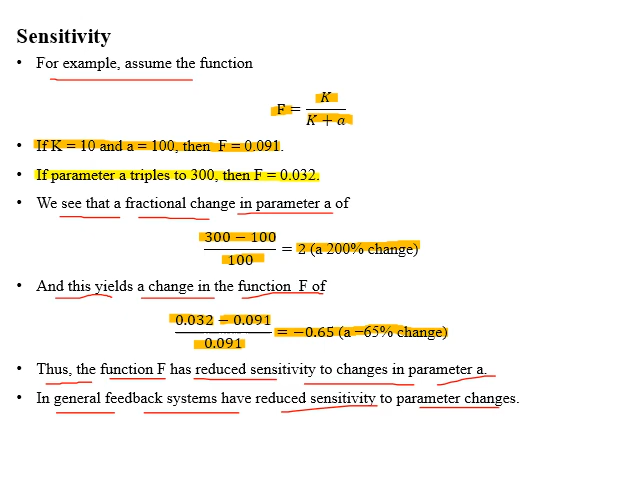 Sensitivity
• For example, assume the function
F = K / K + a
• If K = 10 and a = 100, then F = 0.091.
• If parameter a triples to 300, then F = 0.032.
• We see that a fractional change in parameter a of
300 − 100 / 100 = 2 (a 200% change)
• And this yields a change in the function F of
0.032 − 0.091 / 0.091 = −0.65 (a −65% change)
• Thus, the function F has reduced sensitivity to changes in parameter a.
• In general feedback systems have reduced sensitivity to parameter changes.